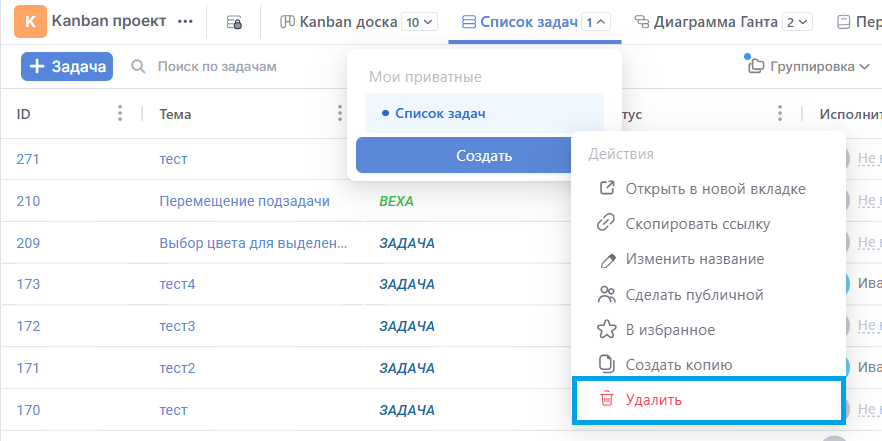 K Kanban проект ...
Kanban доска 10
Список задач 1
Диаграмма Ганта 2
Пер
+ Задача
Поиск по задачам
Группировка
Мои приватные
Список задач
Создать
ID Тема тус Исполнит
271 тест Не н
210 Перемещение подзадачи ВЕХА Не н
209 Выбор цвета для выделен... ЗАДАЧА Не н
173 тест4 ЗАДАЧА Ива
172 тест3 ЗАДАЧА Не н
171 тест2 ЗАДАЧА Ива
170 тест ЗАДАЧА Не н
Действия
Открыть в новой вкладке
Скопировать ссылку
Изменить название
Сделать публичной
В избранное
Создать копию
Удалить